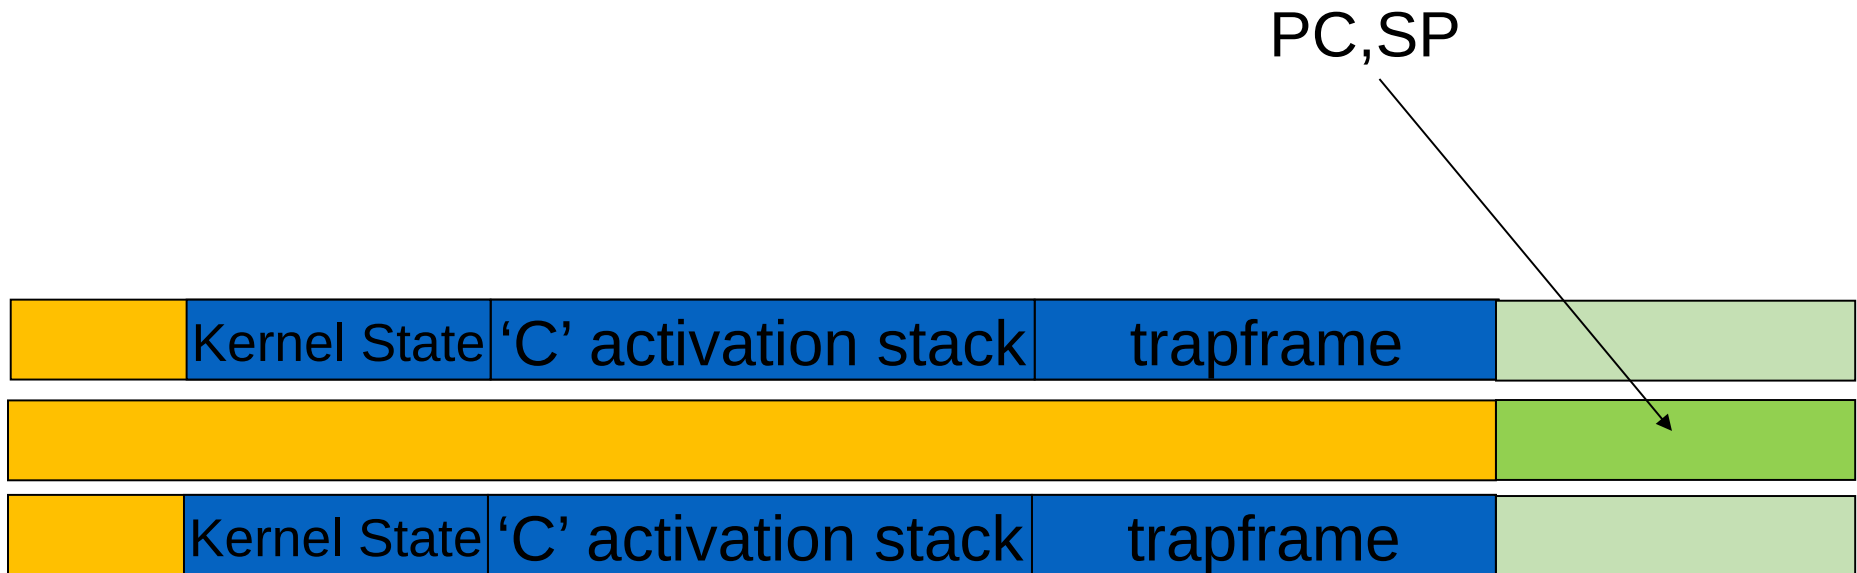 PC,SP
Kernel State ‘C’ activation stack trapframe
Kernel State ‘C’ activation stack trapframe